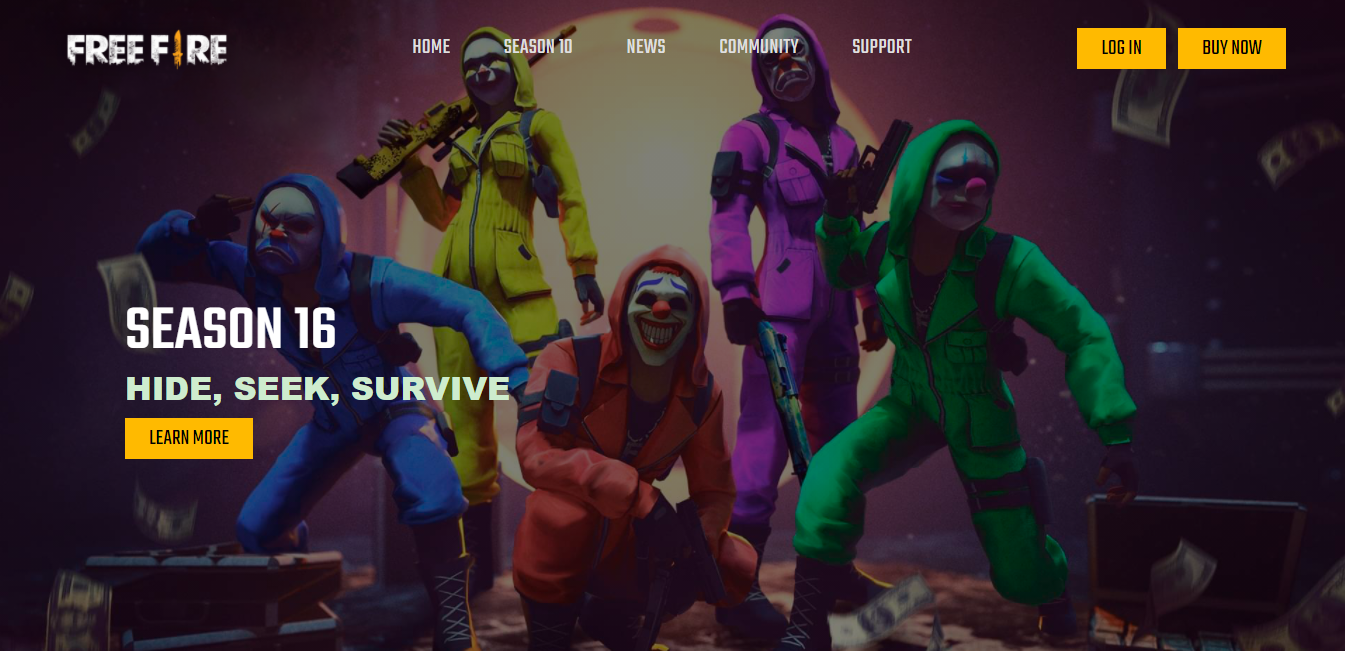 FREE FIRE
HOME SEASON 10 NEWS COMMUNITY SUPPORT
LOG IN BUY NOW
SEASON 16
HIDE, SEEK, SURVIVE
LEARN MORE